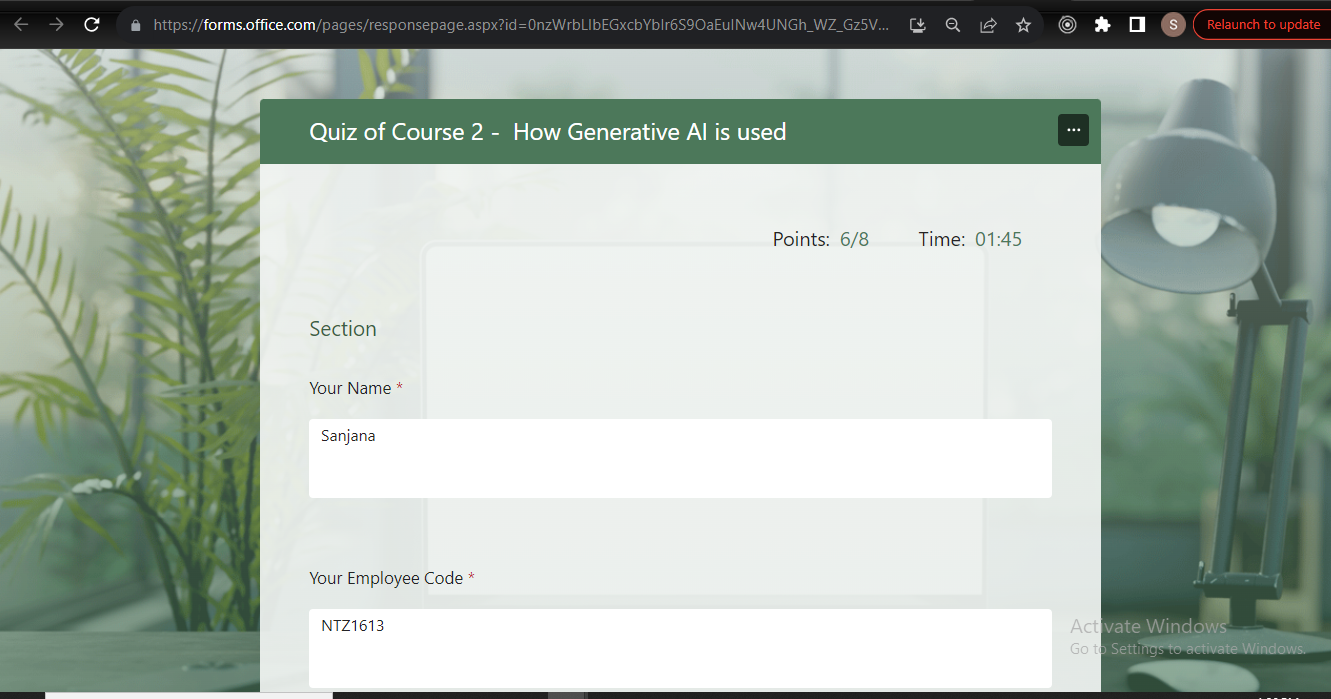 https://forms.office.com/pages/responsepage.aspx?id=0nzWrbLIbEGxcbYblr6S9OaEuINw4UNGh_WZ_Gz5V...
S
Relaunch to update
Quiz of Course 2 - How Generative AI is used
...
Points: 6/8 Time: 01:45
Section
Your Name *
Sanjana
Your Employee Code *
NTZ1613
Activate Windows
Go to Settings to activate Windows.